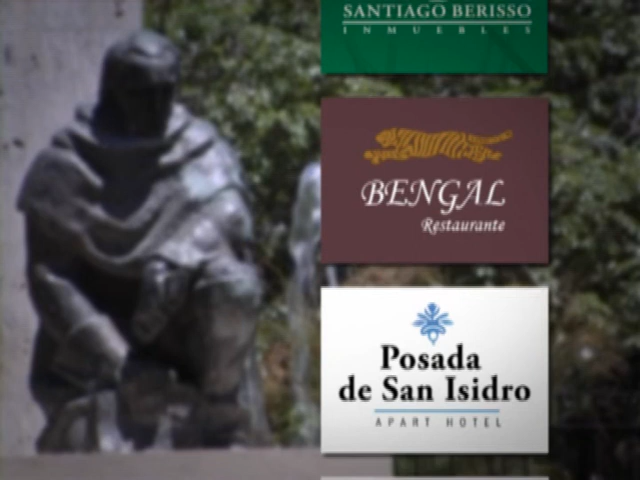 SANTIAGO BERISSO
INMUEBLES
BENGAL
Restaurante
Posada
de San Isidro
APART HOTEL